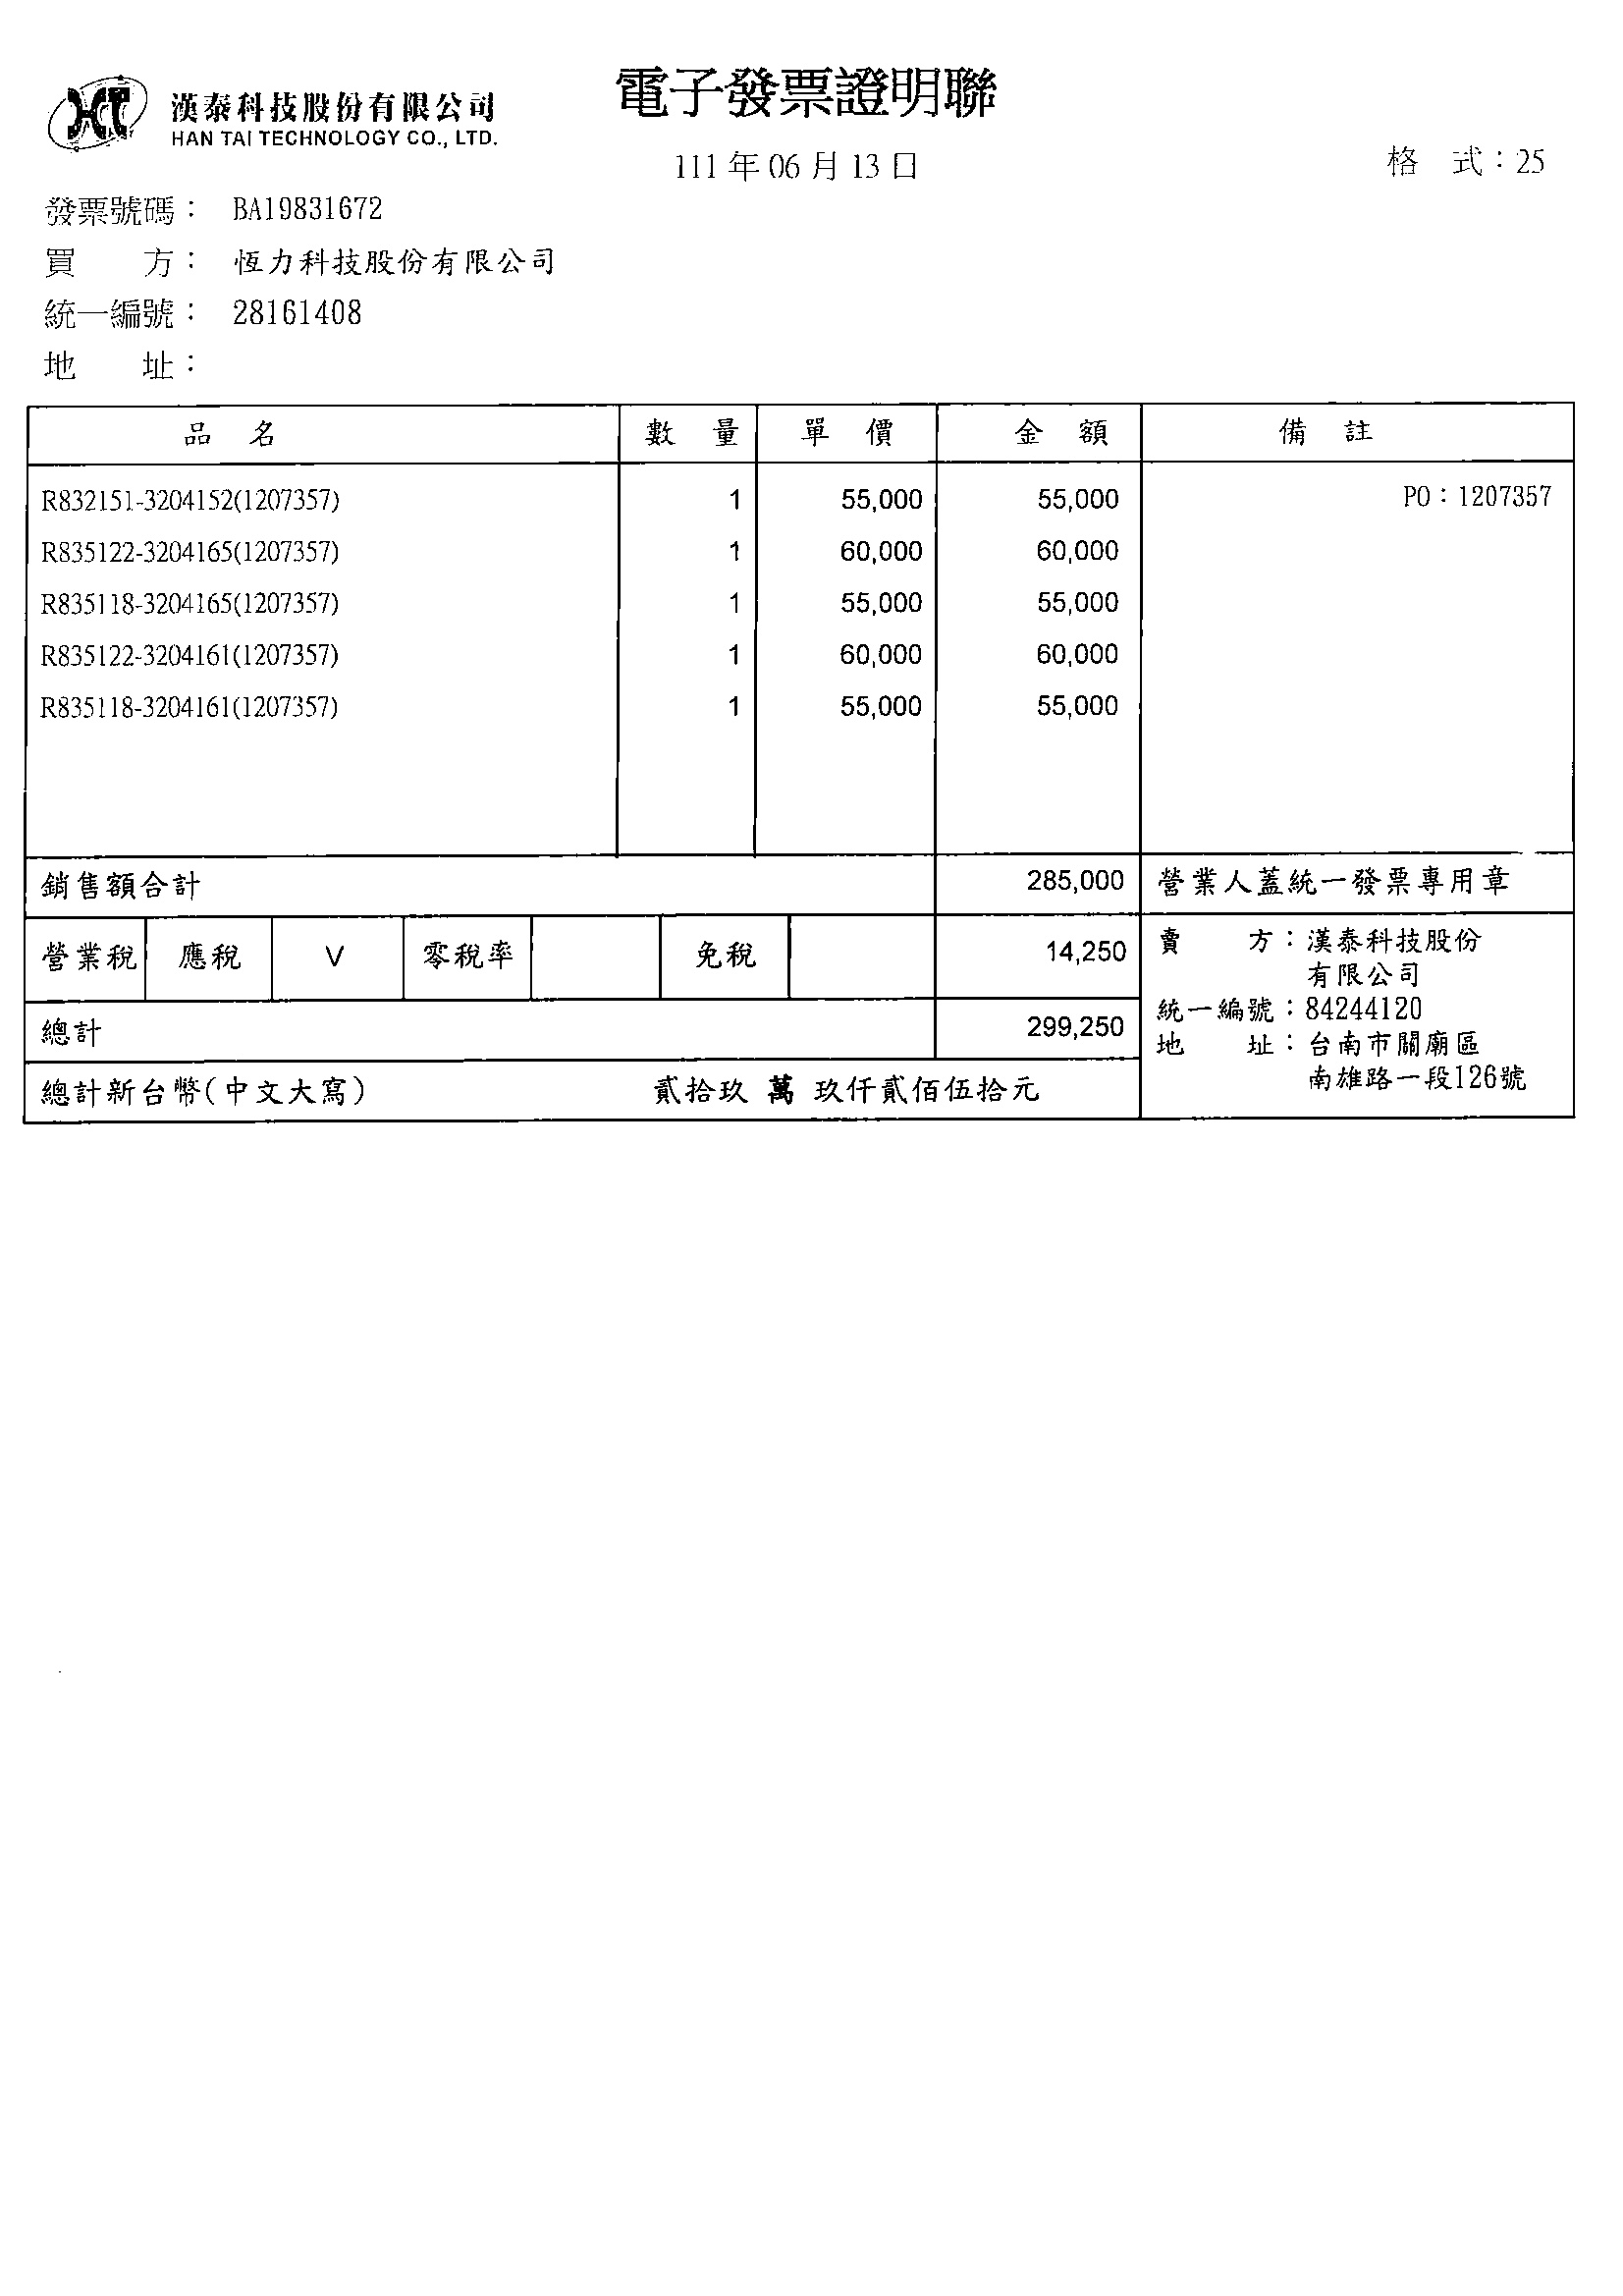 漢泰科技股份有限公司
HAN TAI TECHNOLOGY CO., LTD.
電子發票證明聯
111 年 06 月 13 日
格 式：25
發票號碼： BA19831672
買 方： 恆力科技股份有限公司
統一編號： 28161408
地 址：
品 名 數 量 單 價 金 額 備 註
R832151-3204152(1207357) 1 55,000 55,000 PO：1207357
R835122-3204165(1207357) 1 60,000 60,000
R835118-3204165(1207357) 1 55,000 55,000
R835122-3204161(1207357) 1 60,000 60,000
R835118-3204161(1207357) 1 55,000 55,000
銷售額合計 285,000 營業人蓋統一發票專用章
營業稅 應稅 V 零稅率 免稅 14,250
總計 299,250
總計新台幣(中文大寫) 貳拾玖 萬 玖仟貳佰伍拾元
賣 方：漢泰科技股份
有限公司
統一編號：84244120
地 址：台南市關廟區
南雄路一段126號